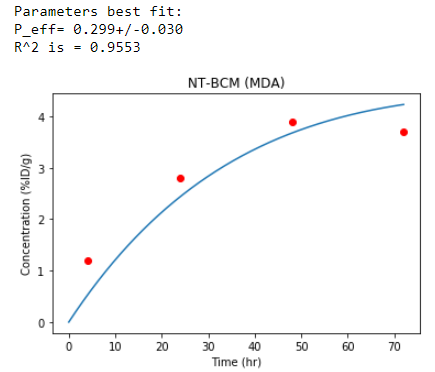 Parameters best fit:
P_eff= 0.299+/-0.030
R^2 is = 0.9553
NT-BCM (MDA)
4
3
2
1
0
Concentration (%ID/g)
0 10 20 30 40 50 60 70
Time (hr)